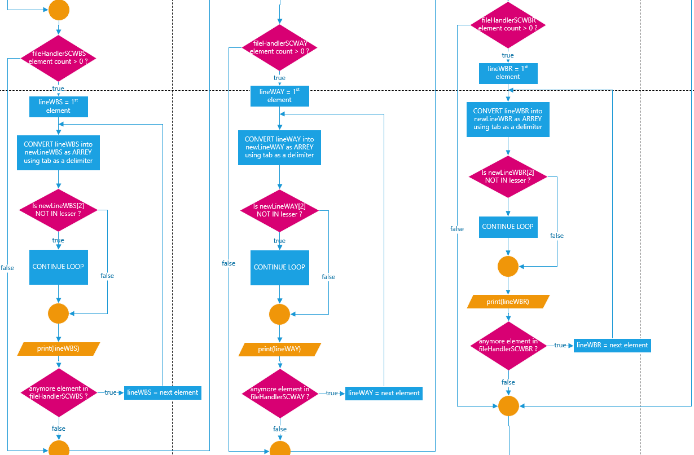 fileHandlerSCWBS
element count > 0 ?
true
lineWBS = 1st
element
CONVERT lineWBS into
newLineWBS as ARREY
using tab as a delimiter
Is newLineWBS[2]
NOT IN lesser ?
true
CONTINUE LOOP
false
false
print(lineWBS)
anymore element in
fileHandlerSCWBS ?
true
lineWBS = next element
false
fileHandlerSCWAY
element count > 0 ?
true
lineWAY = 1st
element
CONVERT lineWAY into
newLineWAY as ARREY
using tab as a delimiter
Is newLineWAY[2]
NOT IN lesser ?
true
CONTINUE LOOP
false
false
print(lineWAY)
anymore element in
fileHandlerSCWAY ?
true
lineWAY = next element
false
fileHandlerSCWBR
element count > 0 ?
true
lineWBR = 1st
element
CONVERT lineWBR into
newLineWBR as ARREY
using tab as a delimiter
Is newLineWBR[2]
NOT IN lesser ?
CONTINUE LOOP
false
false
print(lineWBR)
anymore element in
fileHandlerSCWBR ?
true
lineWBR = next element
false